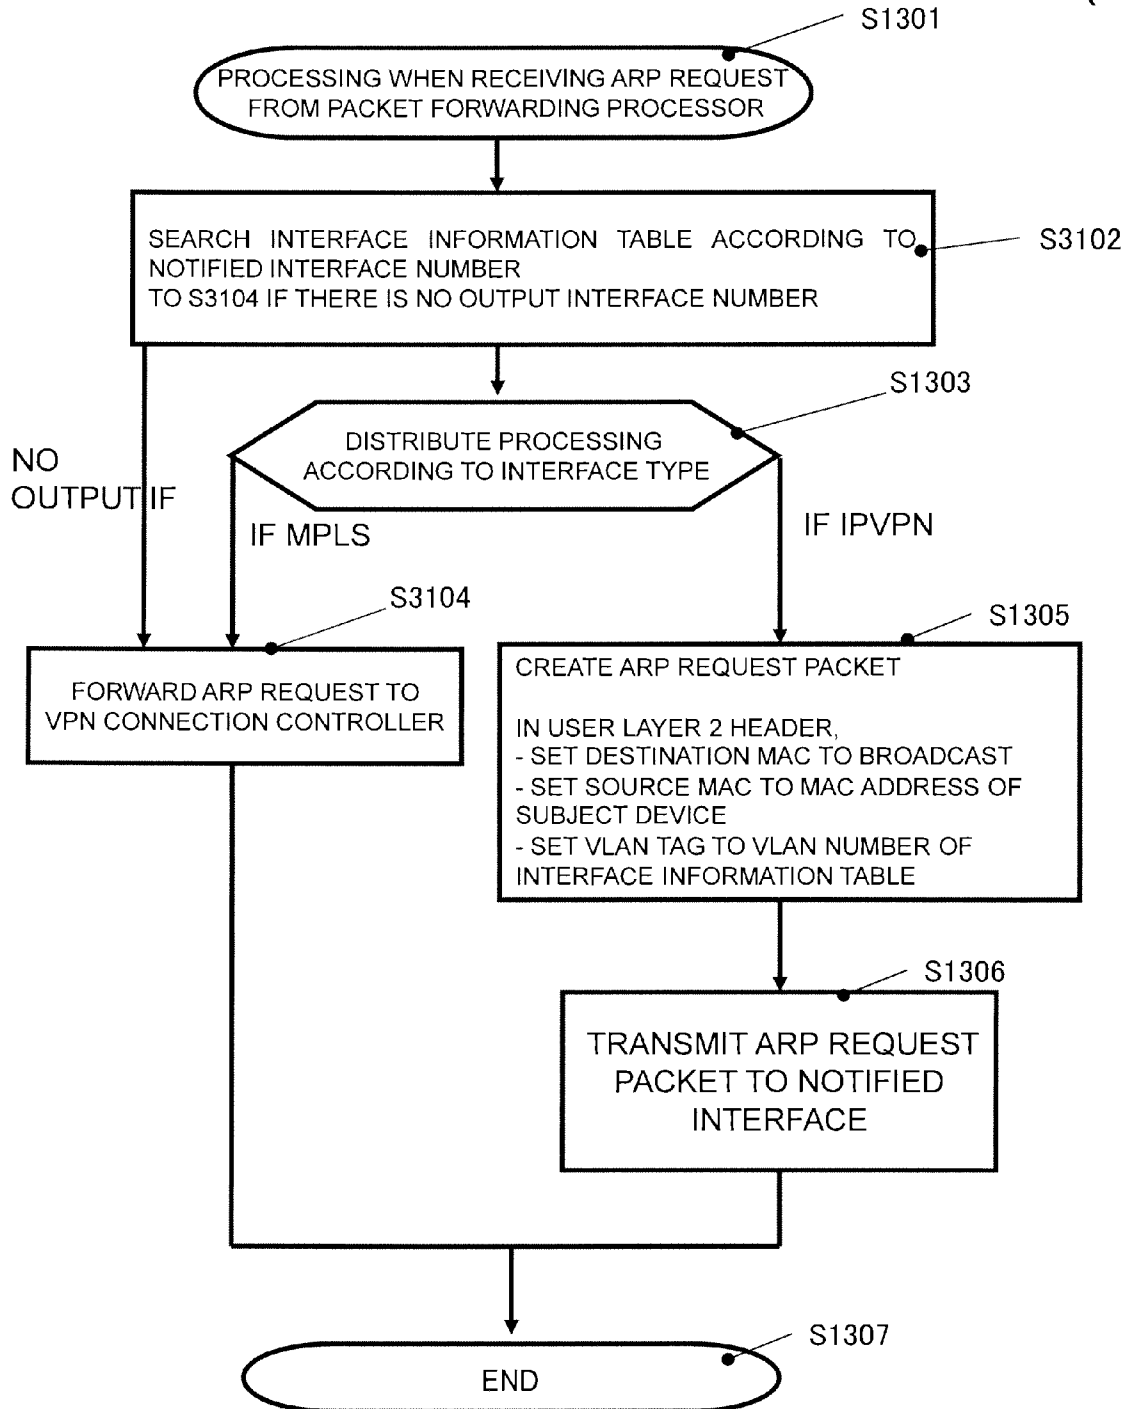 S1301
PROCESSING WHEN RECEIVING ARP REQUEST
FROM PACKET FORWARDING PROCESSOR
SEARCH INTERFACE INFORMATION TABLE ACCORDING TO
NOTIFIED INTERFACE NUMBER
TO S3104 IF THERE IS NO OUTPUT INTERFACE NUMBER
S3102
S1303
DISTRIBUTE PROCESSING
ACCORDING TO INTERFACE TYPE
NO
OUTPUT IF
IF MPLS
IF IPVPN
S3104
FORWARD ARP REQUEST TO
VPN CONNECTION CONTROLLER
S1305
CREATE ARP REQUEST PACKET
IN USER LAYER 2 HEADER,
- SET DESTINATION MAC TO BROADCAST
- SET SOURCE MAC TO MAC ADDRESS OF
SUBJECT DEVICE
- SET VLAN TAG TO VLAN NUMBER OF
INTERFACE INFORMATION TABLE
S1306
TRANSMIT ARP REQUEST
PACKET TO NOTIFIED
INTERFACE
S1307
END